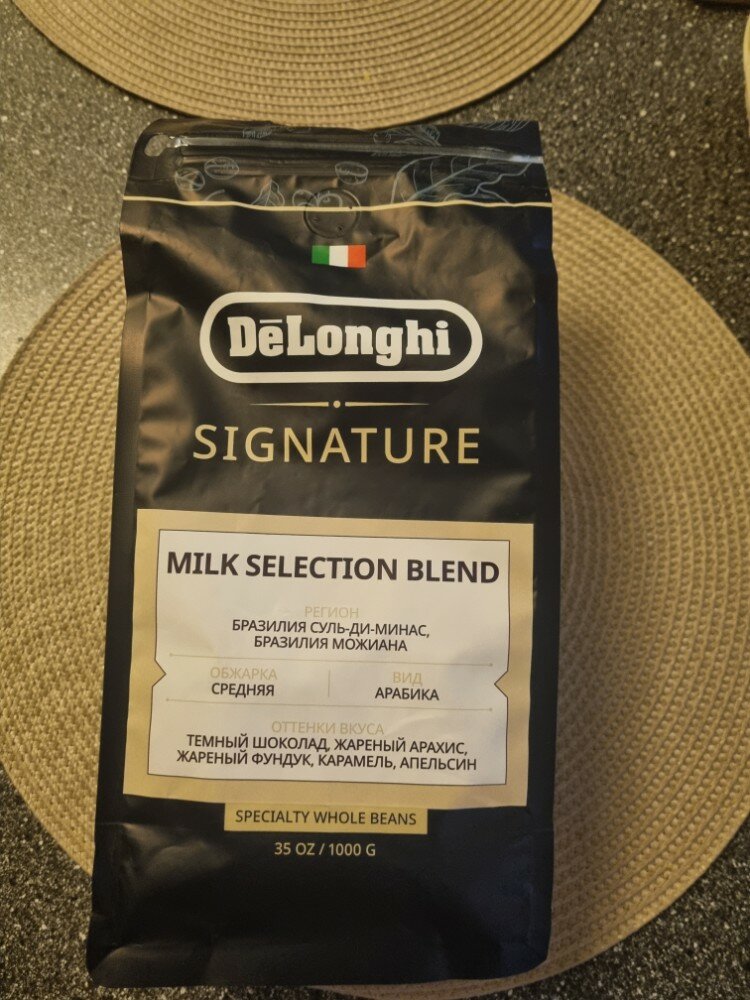 DēLonghi
SIGNATURE
MILK SELECTION BLEND
РЕГИОН
БРАЗИЛИЯ СУЛЬ-ДИ-МИНАС,
БРАЗИЛИЯ МОЖИАНА
ОБЖАРКА
СРЕДНЯЯ
ВИД
АРАБИКА
ОТТЕНКИ ВКУСА
ТЕМНЫЙ ШОКОЛАД, ЖАРЕНЫЙ АРАХИС,
ЖАРЕНЫЙ ФУНДУК, КАРАМЕЛЬ, АПЕЛЬСИН
SPECIALTY WHOLE BEANS
35 OZ / 1000 G